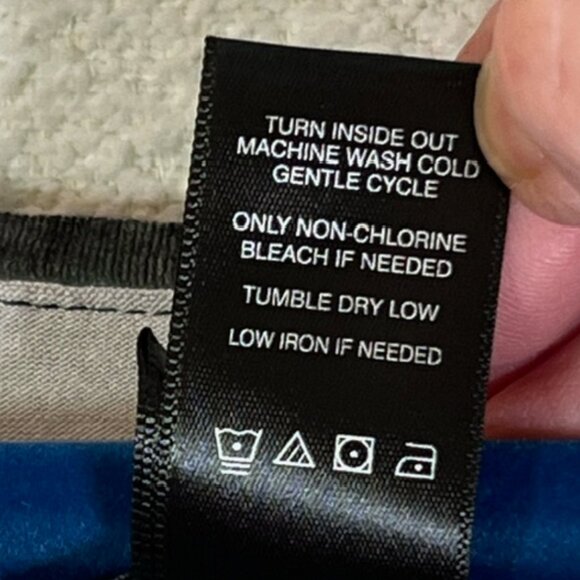 TURN INSIDE OUT
MACHINE WASH COLD
GENTLE CYCLE
ONLY NON-CHLORINE
BLEACH IF NEEDED
TUMBLE DRY LOW
LOW IRON IF NEEDED